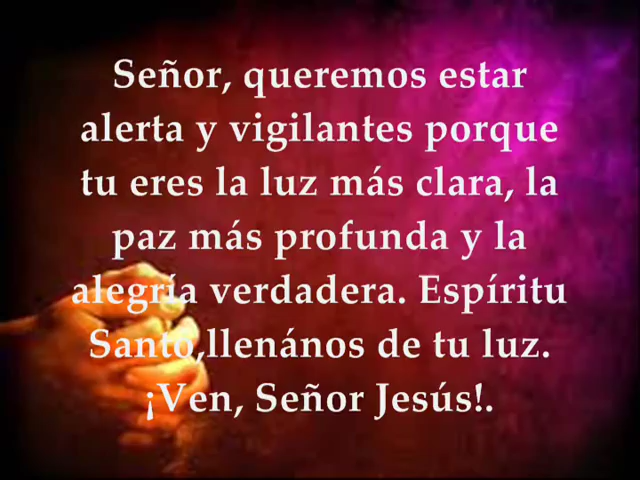 Señor, queremos estar
alerta y vigilantes porque
tu eres la luz más clara, la
paz más profunda y la
alegría verdadera. Espíritu
Santo,llenános de tu luz.
¡Ven, Señor Jesús!.